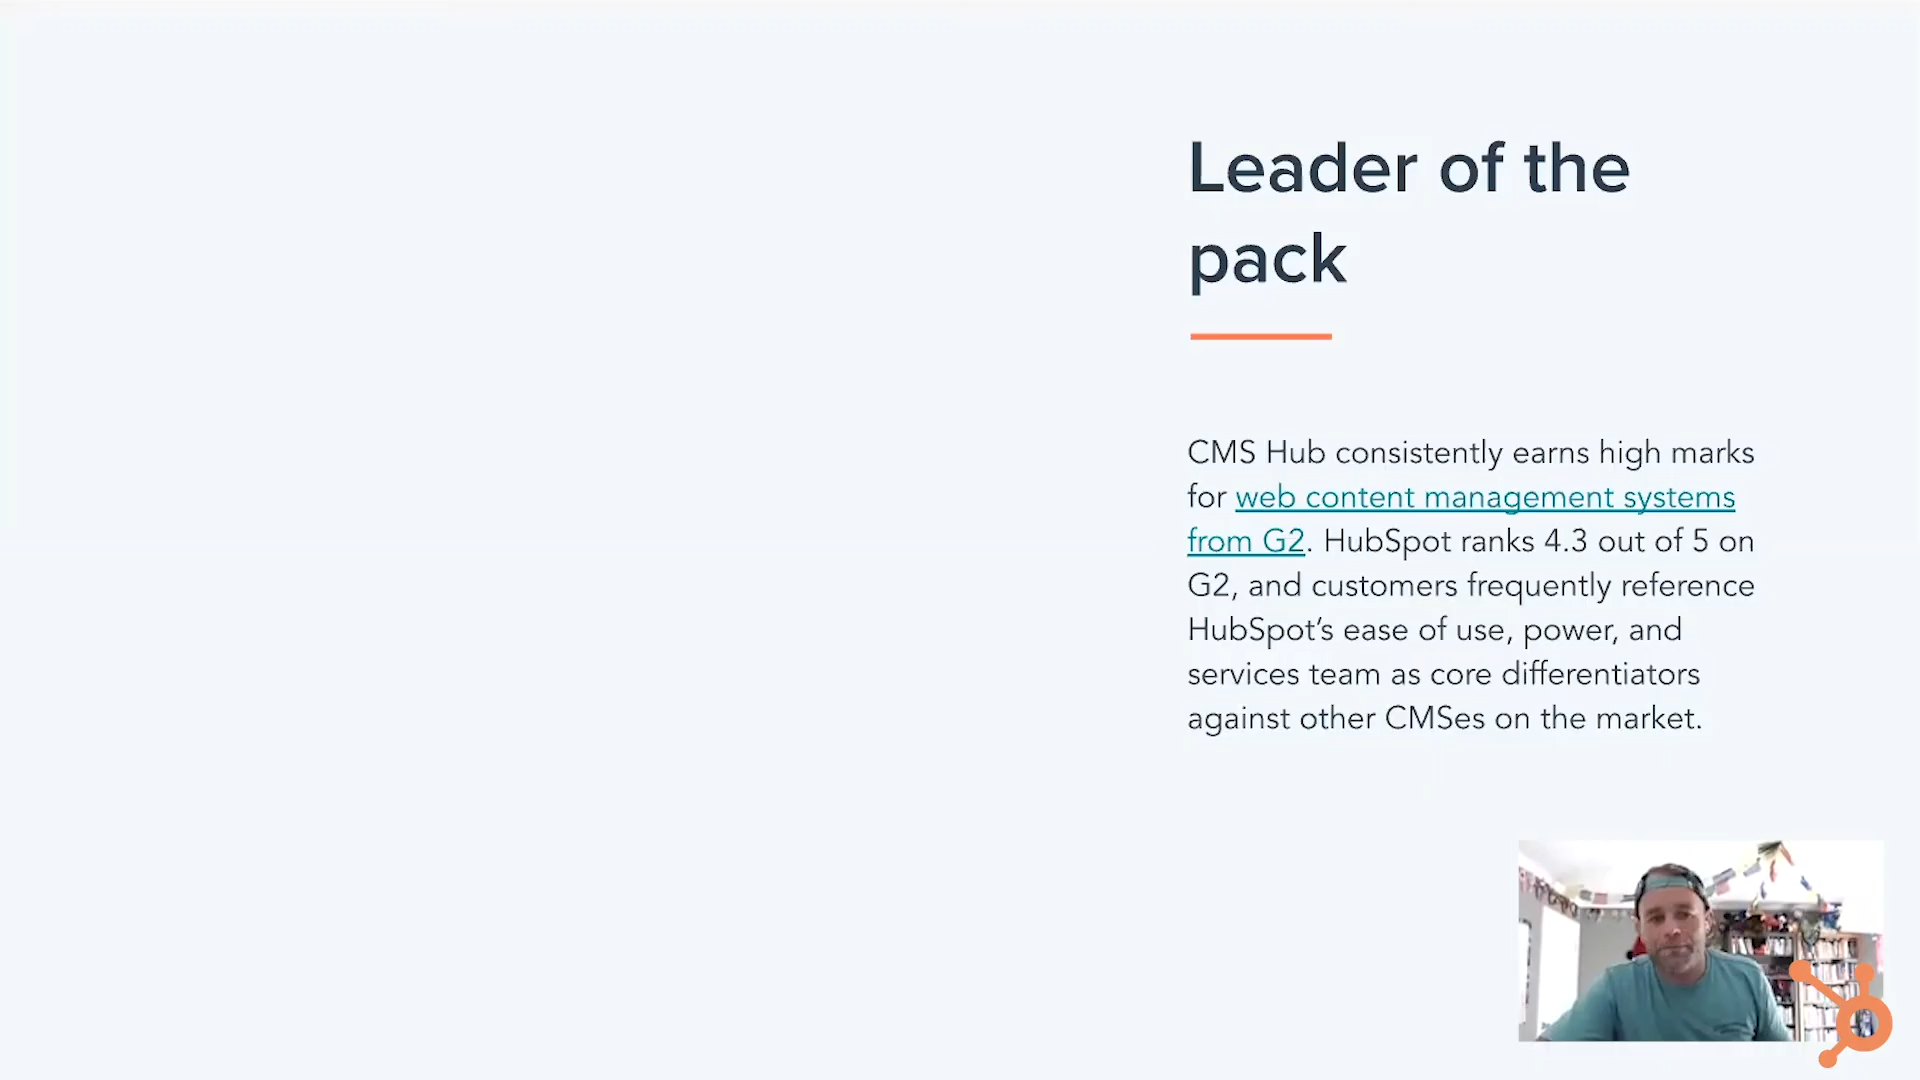 Leader of the
pack
CMS Hub consistently earns high marks
for web content management systems
from G2. HubSpot ranks 4.3 out of 5 on
G2, and customers frequently reference
HubSpot’s ease of use, power, and
services team as core differentiators
against other CMSes on the market.